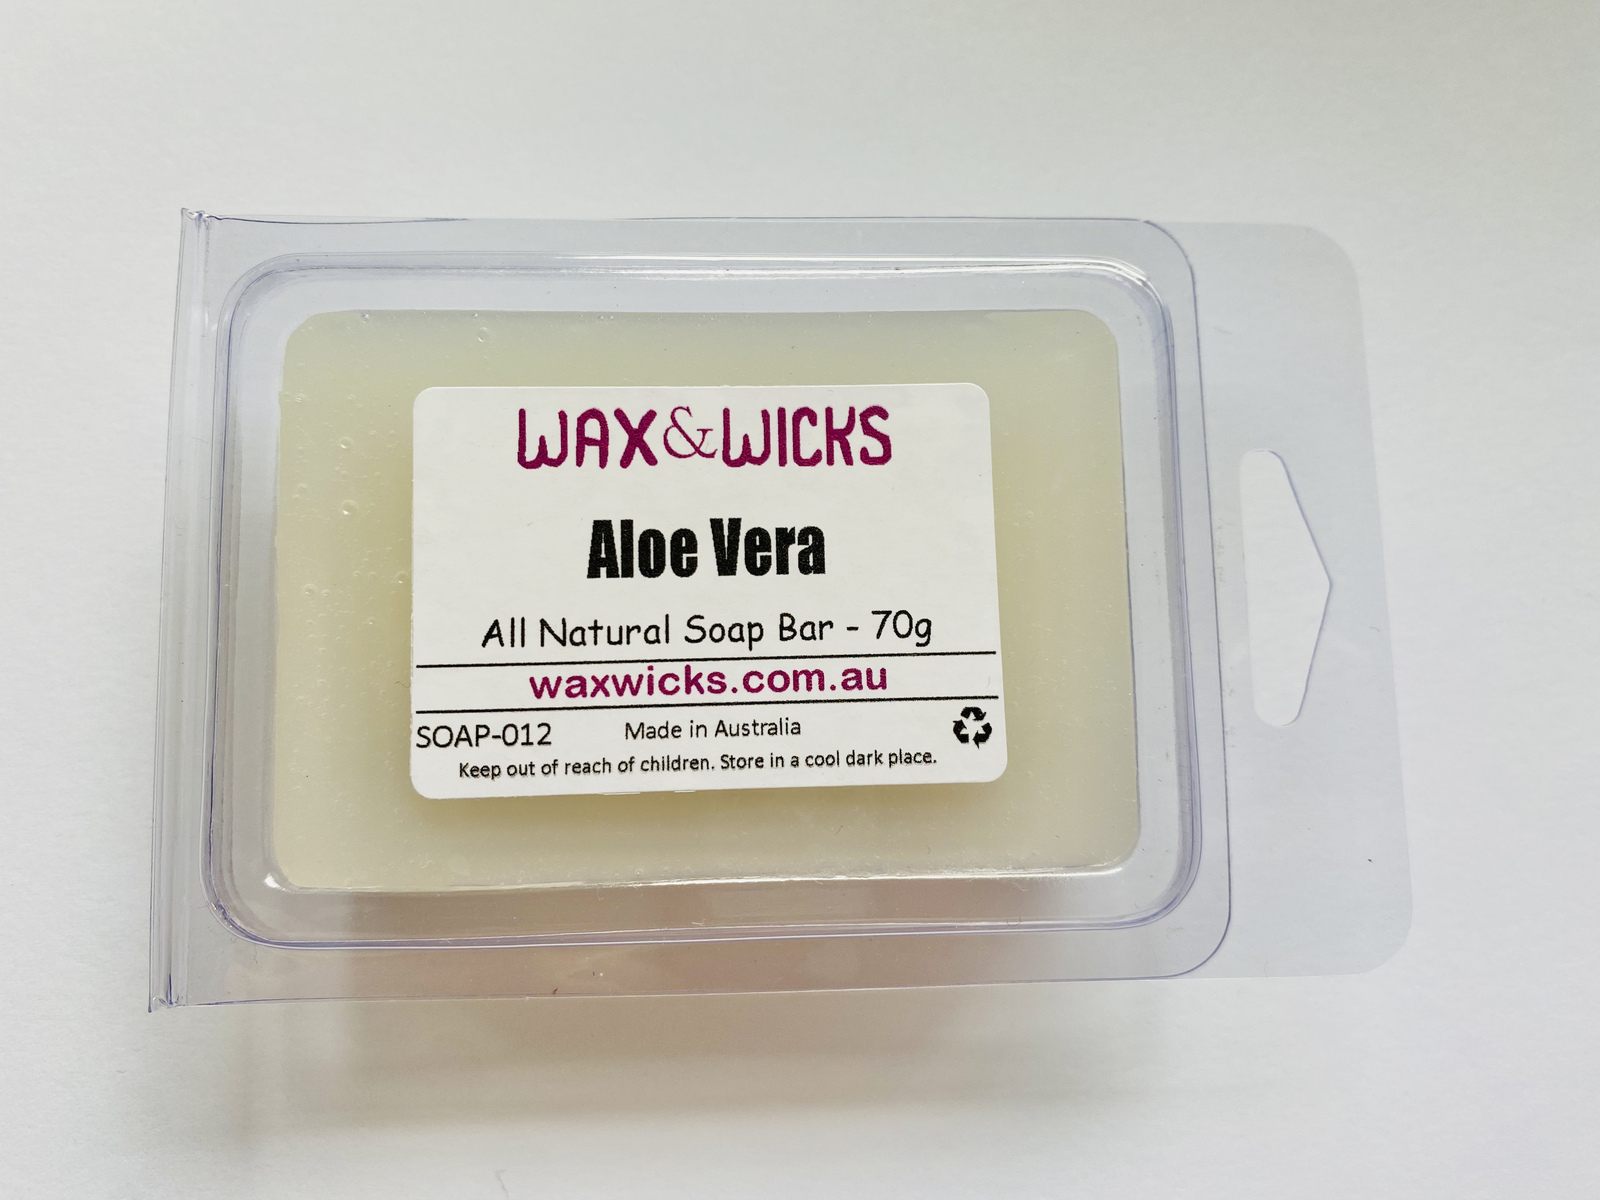 WAX&WICKS
Aloe Vera
All Natural Soap Bar - 70g
waxwicks.com.au
SOAP-012 Made in Australia
Keep out of reach of children. Store in a cool dark place.